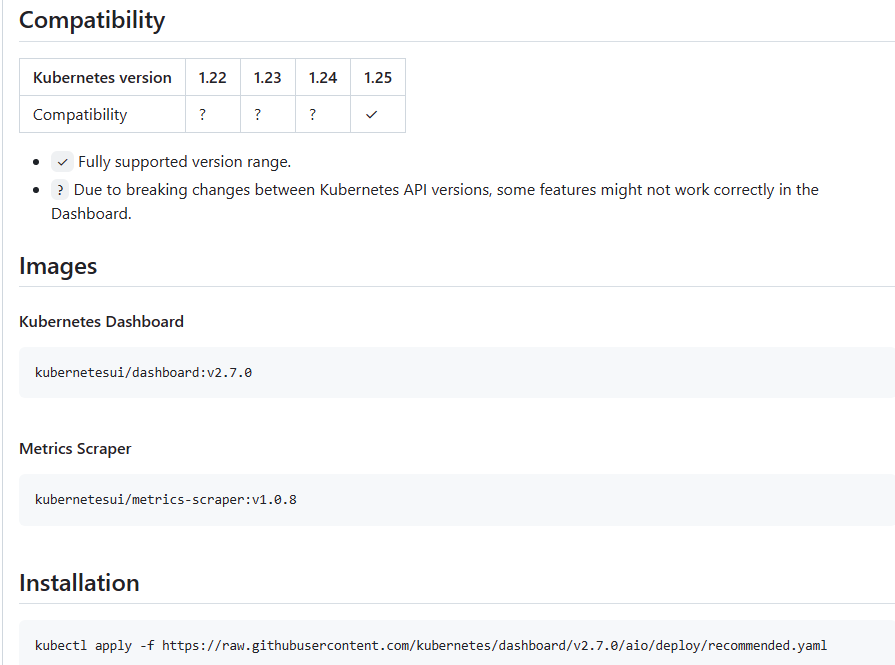 Compatibility
Kubernetes version 1.22 1.23 1.24 1.25
Compatibility ? ? ? ✓
✓ Fully supported version range.
? Due to breaking changes between Kubernetes API versions, some features might not work correctly in the
Dashboard.
Images
Kubernetes Dashboard
kubernetesui/dashboard:v2.7.0
Metrics Scraper
kubernetesui/metrics-scraper:v1.0.8
Installation
kubectl apply -f https://raw.githubusercontent.com/kubernetes/dashboard/v2.7.0/aio/deploy/recommended.yaml